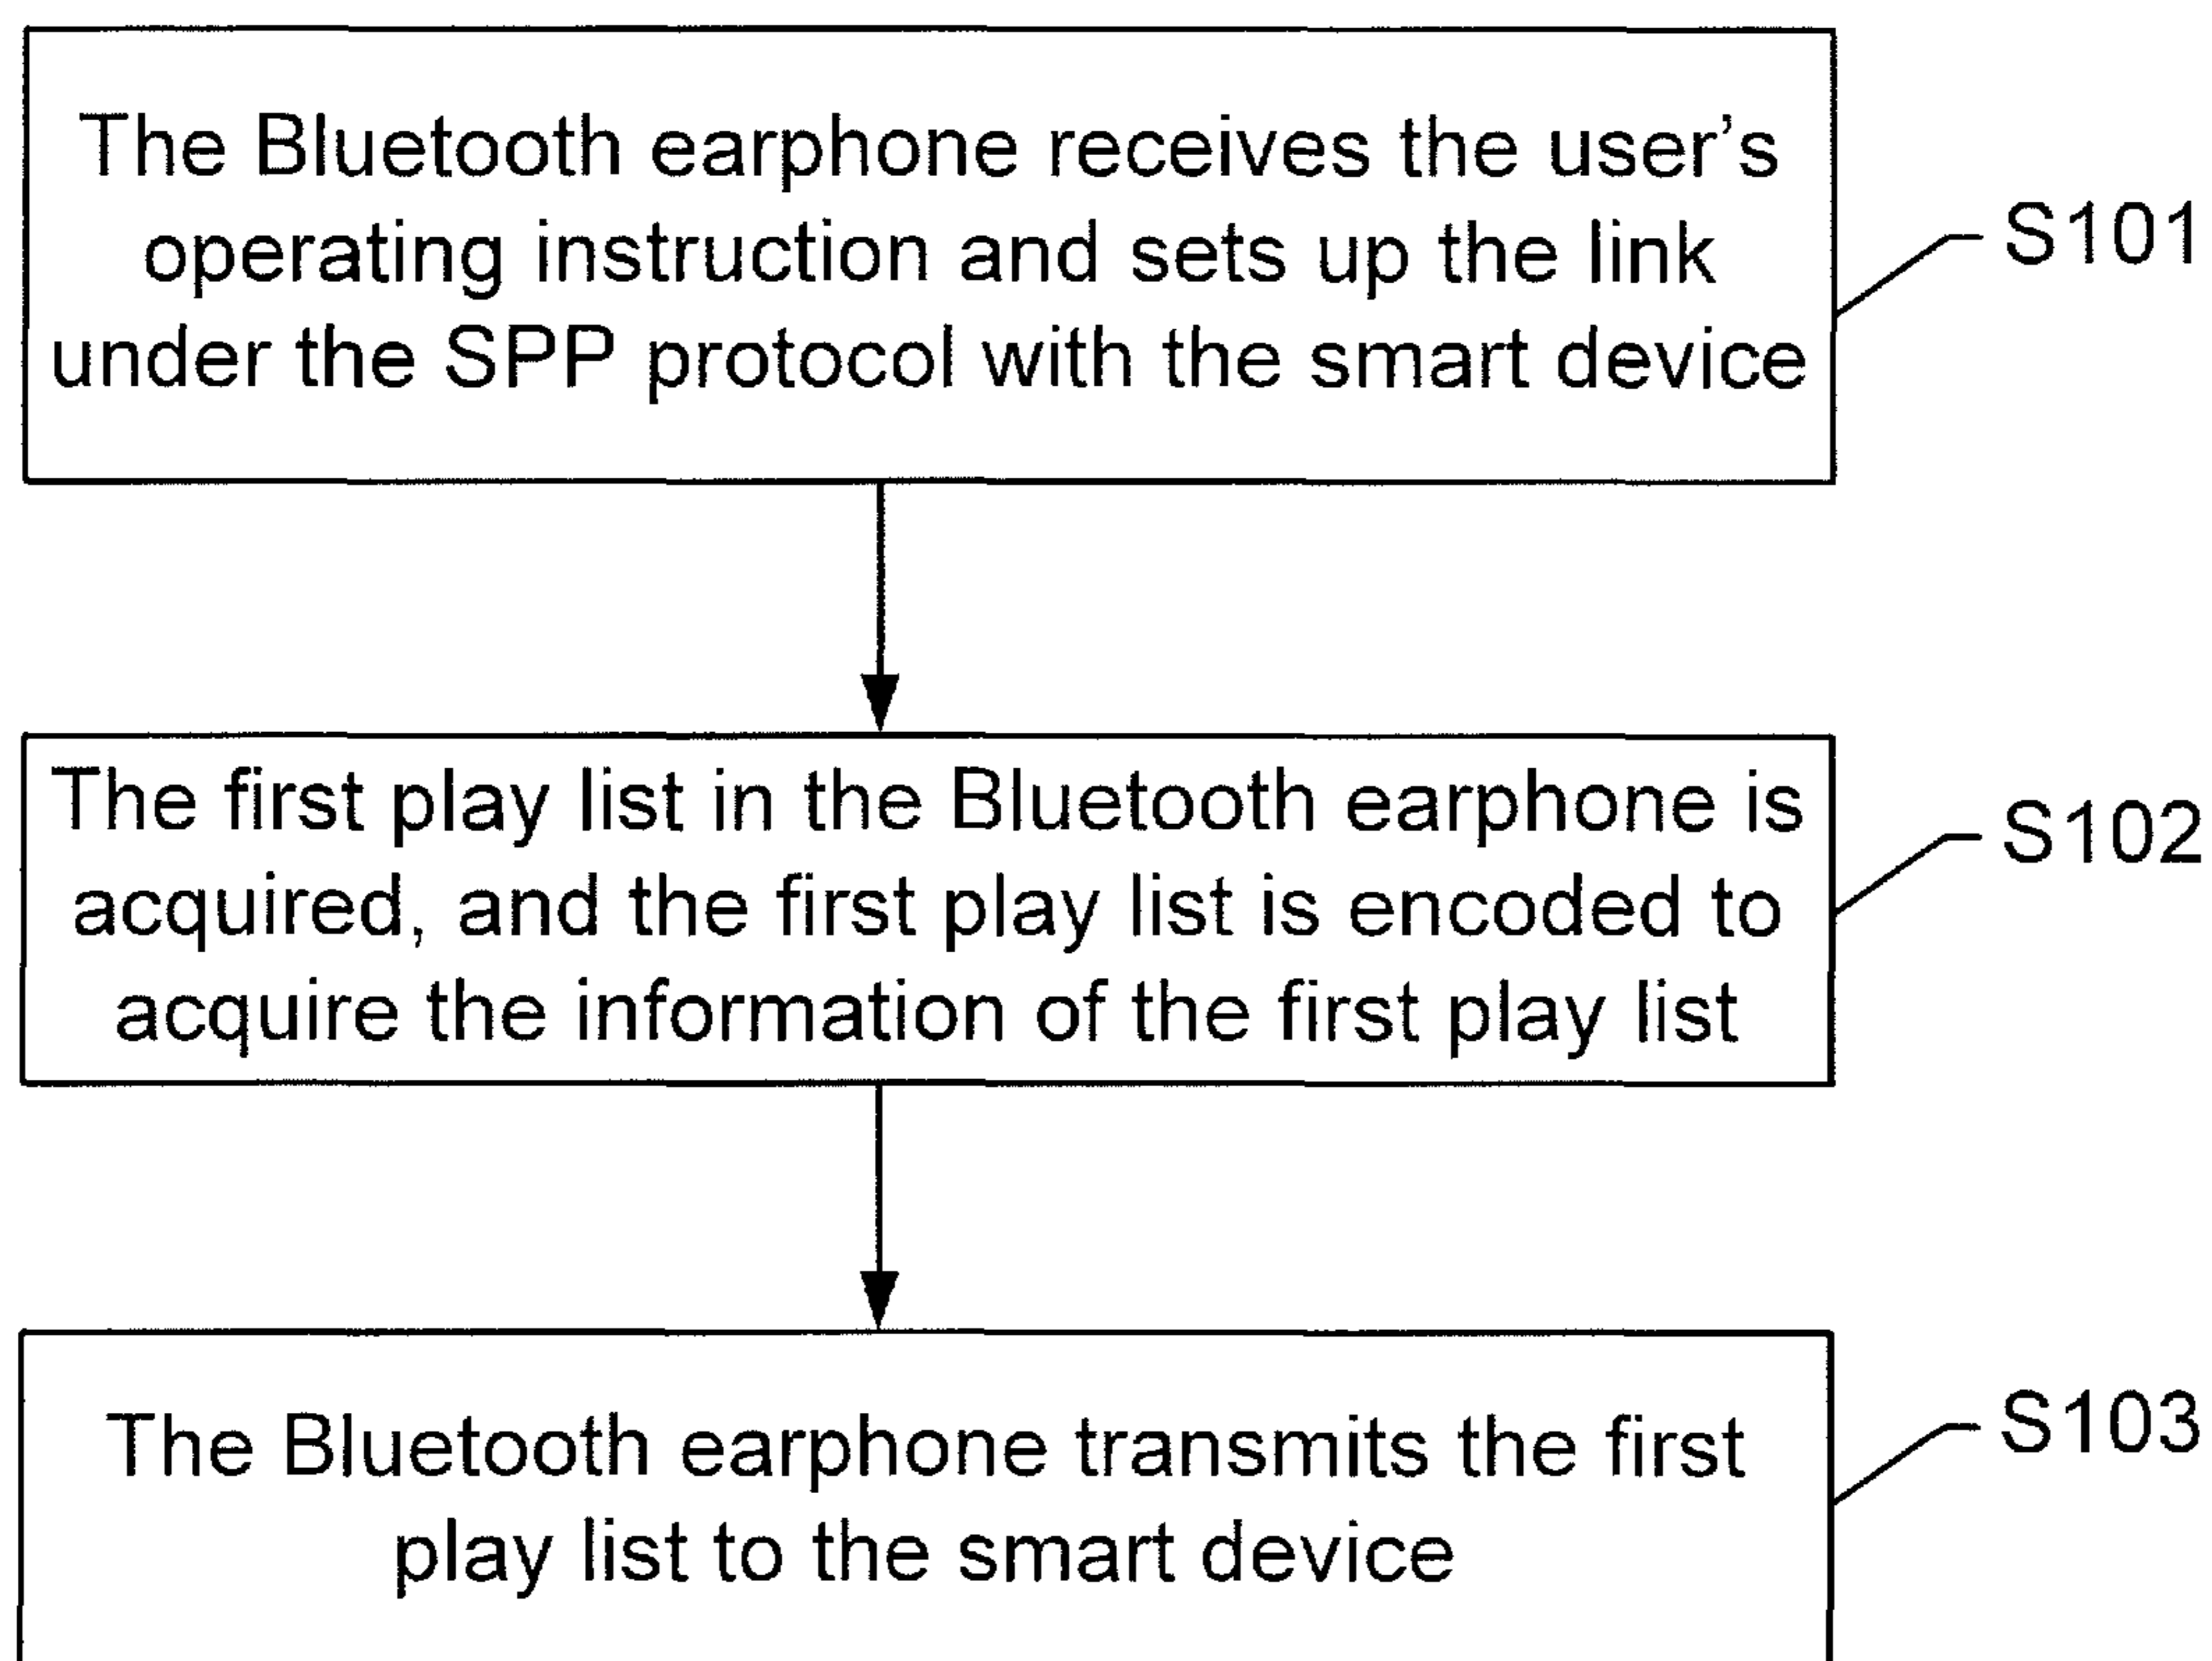 The Bluetooth earphone receives the user's
operating instruction and sets up the link
under the SPP protocol with the smart device
S101
The first play list in the Bluetooth earphone is
acquired, and the first play list is encoded to
acquire the information of the first play list
S102
The Bluetooth earphone transmits the first
play list to the smart device
S103